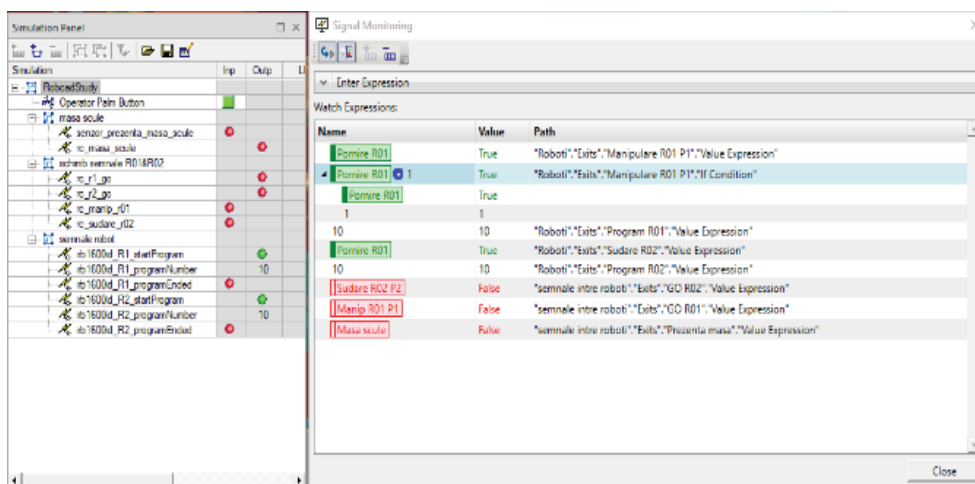 Simulation Panel
Simulation Inp Outp
RobcadStudy
Operator Palm Button
masa scule
senzor_prezenta_masa_scule
rc_masa_scule
schimb semnale R01&R02
rc_r1_go
rc_r2_go
rc_manip_r01
rc_sudare_r02
semnale robot
irb1600id_R1_startProgram
irb1600id_R1_programNumber 10
irb1600id_R1_programEnded
irb1600id_R2_startProgram
irb1600id_R2_programNumber 10
irb1600id_R2_programEnded
Signal Monitoring
Enter Expression
Watch Expressions:
Name Value Path
Pornire R01 True "Roboti"."Exits"."Manipulare R01 P1"."Value Expression"
Pornire R01 1 True "Roboti"."Exits"."Manipulare R01 P1"."If Condition"
Pornire R01 True
1 1
10 10 "Roboti"."Exits"."Program R01"."Value Expression"
Pornire R01 True "Roboti"."Exits"."Sudare R02"."Value Expression"
10 10 "Roboti"."Exits"."Program R02"."Value Expression"
Sudare R02 P2 False "semnale intre roboti"."Exits"."GO R02"."Value Expression"
Manip R01 P1 False "semnale intre roboti"."Exits"."GO R01"."Value Expression"
Masa scule False "semnale intre roboti"."Exits"."Prezenta masa"."Value Expression"
Close